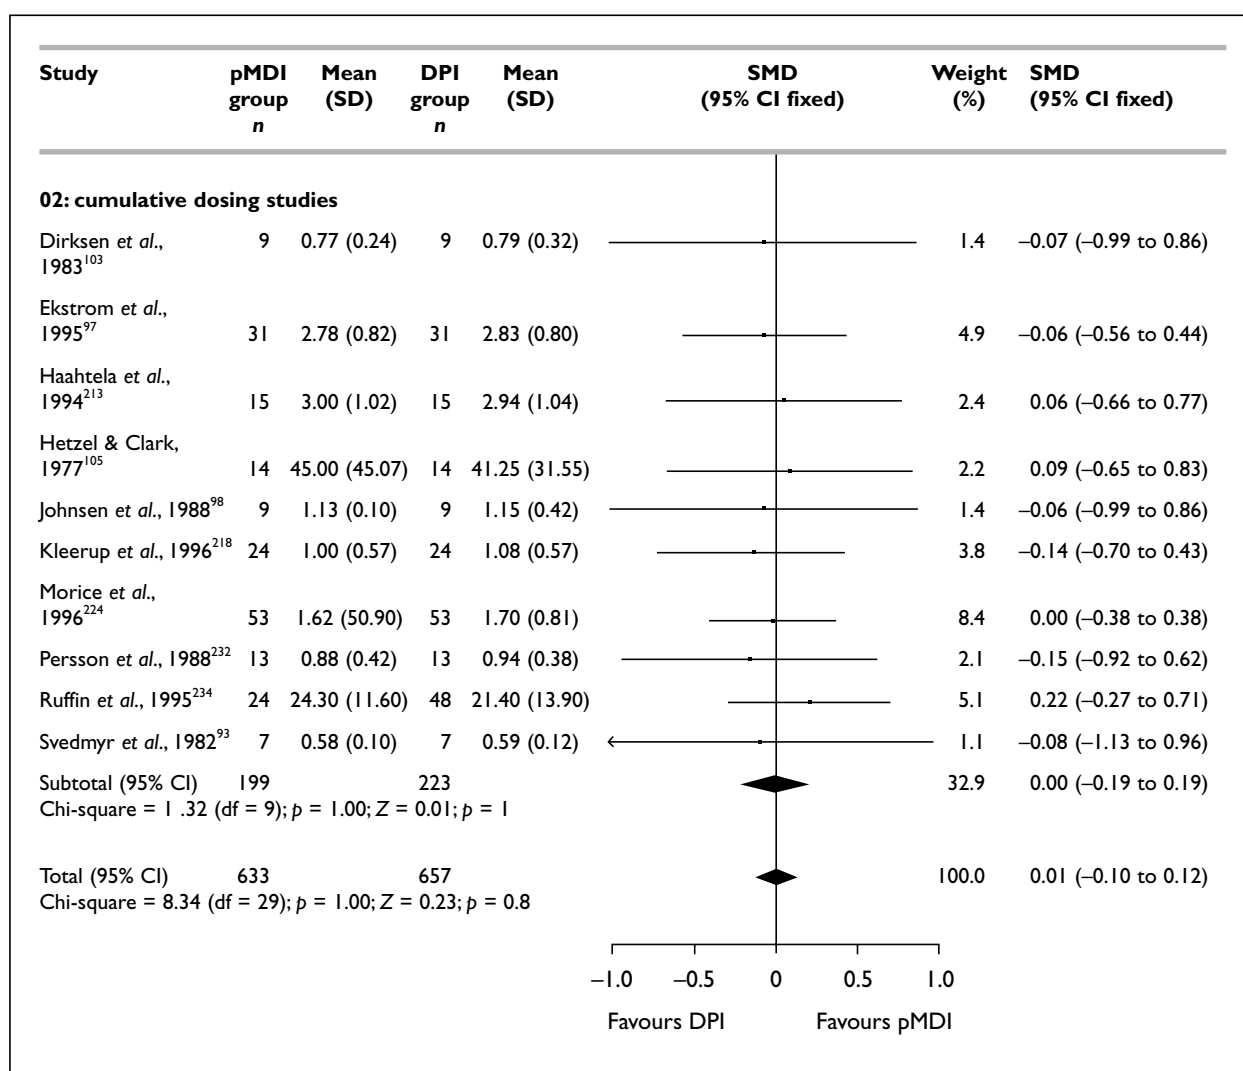 Study pMDI Mean DPI Mean SMD Weight SMD
group (SD) group (SD) (95% CI fixed) (%) (95% CI fixed)
n n
02: cumulative dosing studies
Dirksen et al., 9 0.77 (0.24) 9 0.79 (0.32) 1.4 –0.07 (–0.99 to 0.86)
1983103
Ekstrom et al.,
199597 31 2.78 (0.82) 31 2.83 (0.80) 4.9 –0.06 (–0.56 to 0.44)
Haahtela et al.,
1994213 15 3.00 (1.02) 15 2.94 (1.04) 2.4 0.06 (–0.66 to 0.77)
Hetzel & Clark,
1977105 14 45.00 (45.07) 14 41.25 (31.55) 2.2 0.09 (–0.65 to 0.83)
Johnsen et al., 198898 9 1.13 (0.10) 9 1.15 (0.42) 1.4 –0.06 (–0.99 to 0.86)
Kleerup et al., 1996218 24 1.00 (0.57) 24 1.08 (0.57) 3.8 –0.14 (–0.70 to 0.43)
Morice et al.,
1996224 53 1.62 (50.90) 53 1.70 (0.81) 8.4 0.00 (–0.38 to 0.38)
Persson et al., 1988232 13 0.88 (0.42) 13 0.94 (0.38) 2.1 –0.15 (–0.92 to 0.62)
Ruffin et al., 1995234 24 24.30 (11.60) 48 21.40 (13.90) 5.1 0.22 (–0.27 to 0.71)
Svedmyr et al., 198293 7 0.58 (0.10) 7 0.59 (0.12) 1.1 –0.08 (–1.13 to 0.96)
Subtotal (95% CI) 199 223 32.9 0.00 (–0.19 to 0.19)
Chi-square = 1 .32 (df = 9); p = 1.00; Z = 0.01; p = 1
Total (95% CI) 633 657 100.0 0.01 (–0.10 to 0.12)
Chi-square = 8.34 (df = 29); p = 1.00; Z = 0.23; p = 0.8
–1.0 –0.5 0 0.5 1.0
Favours DPI Favours pMDI